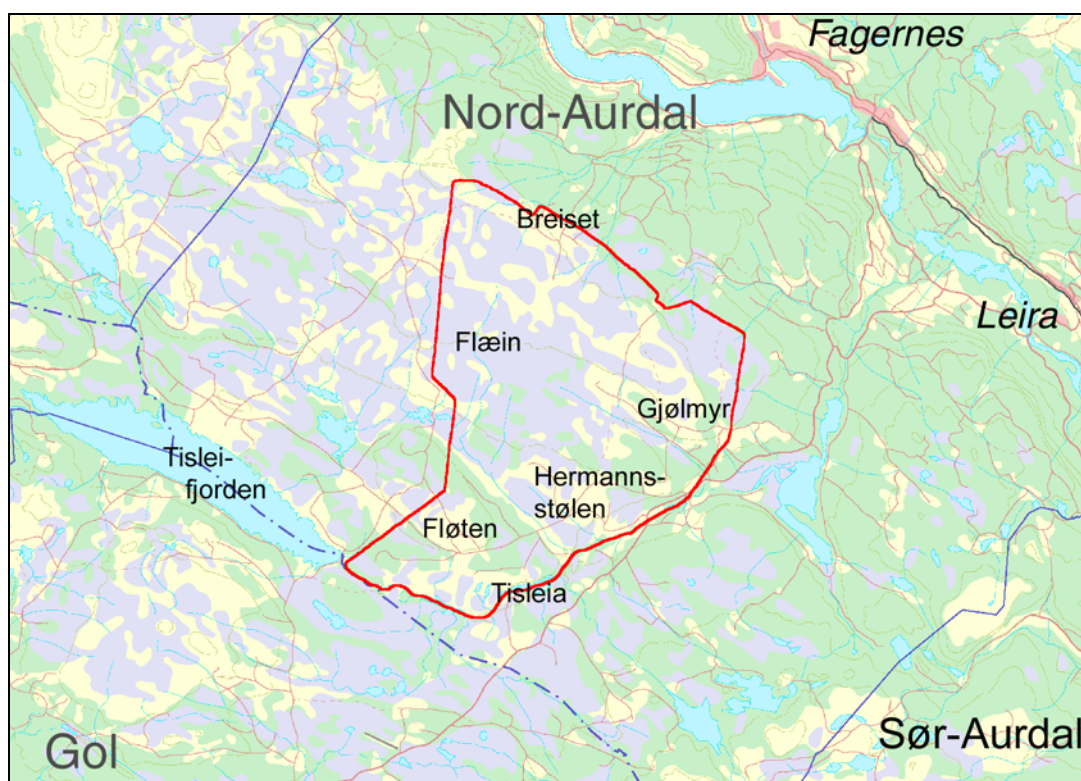 Fagernes
Nord-Aurdal
Breiset
Leira
Flæin
Gjølmyr
Tislei-
fjorden
Hermanns-
stølen
Fløten
Tisleia
Sør-Aurdal
Gol